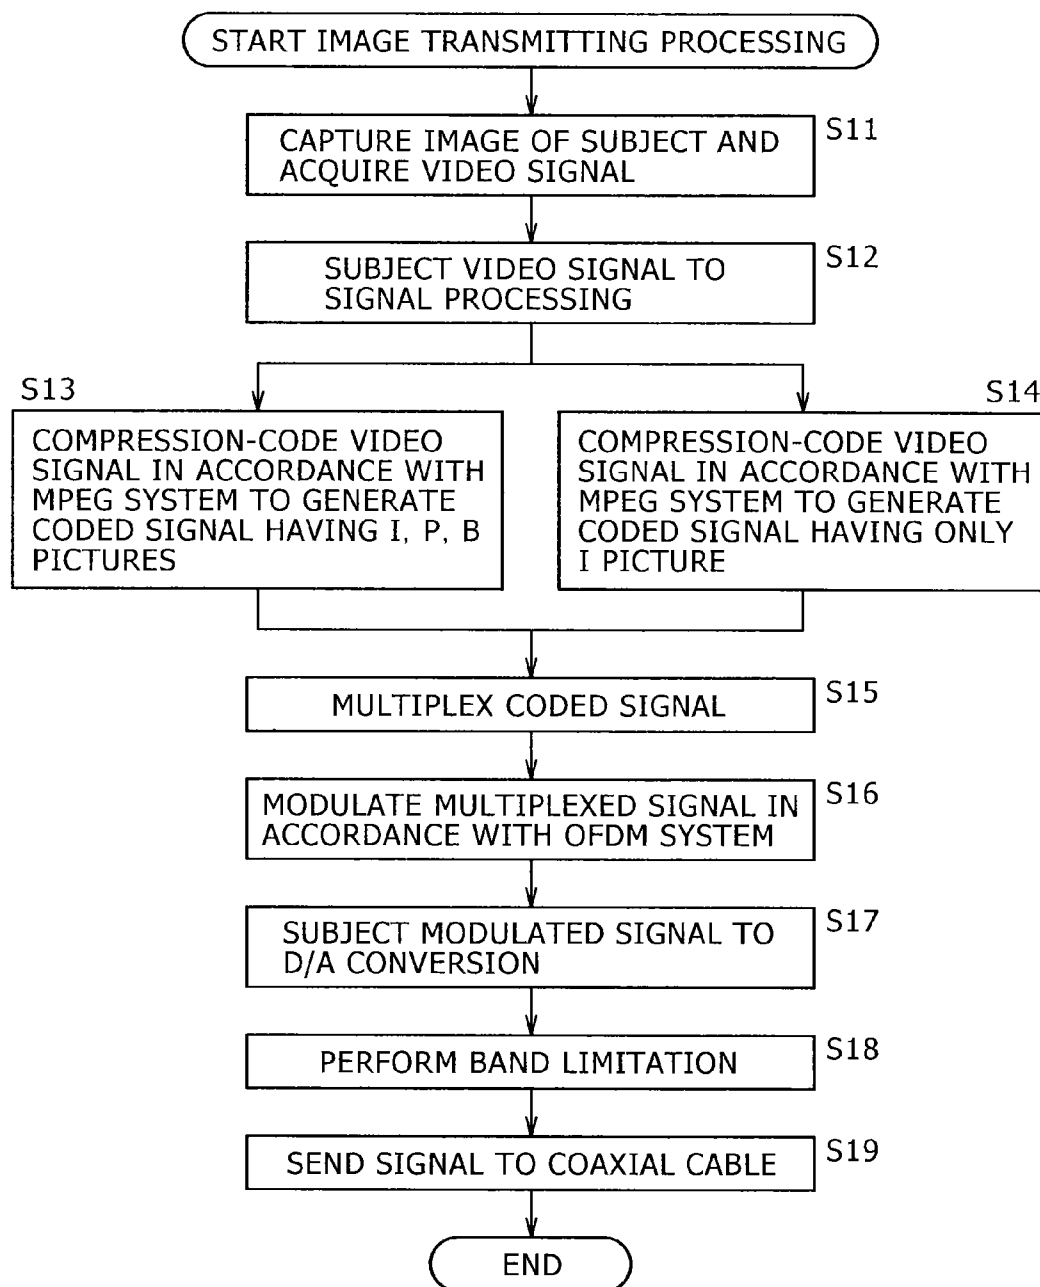 START IMAGE TRANSMITTING PROCESSING
S11
CAPTURE IMAGE OF SUBJECT AND
ACQUIRE VIDEO SIGNAL
S12
SUBJECT VIDEO SIGNAL TO
SIGNAL PROCESSING
S13
COMPRESSION-CODE VIDEO
SIGNAL IN ACCORDANCE WITH
MPEG SYSTEM TO GENERATE
CODED SIGNAL HAVING I, P, B
PICTURES
S14
COMPRESSION-CODE VIDEO
SIGNAL IN ACCORDANCE WITH
MPEG SYSTEM TO GENERATE
CODED SIGNAL HAVING ONLY
I PICTURE
S15
MULTIPLEX CODED SIGNAL
S16
MODULATE MULTIPLEXED SIGNAL IN
ACCORDANCE WITH OFDM SYSTEM
S17
SUBJECT MODULATED SIGNAL TO
D/A CONVERSION
S18
PERFORM BAND LIMITATION
S19
SEND SIGNAL TO COAXIAL CABLE
END